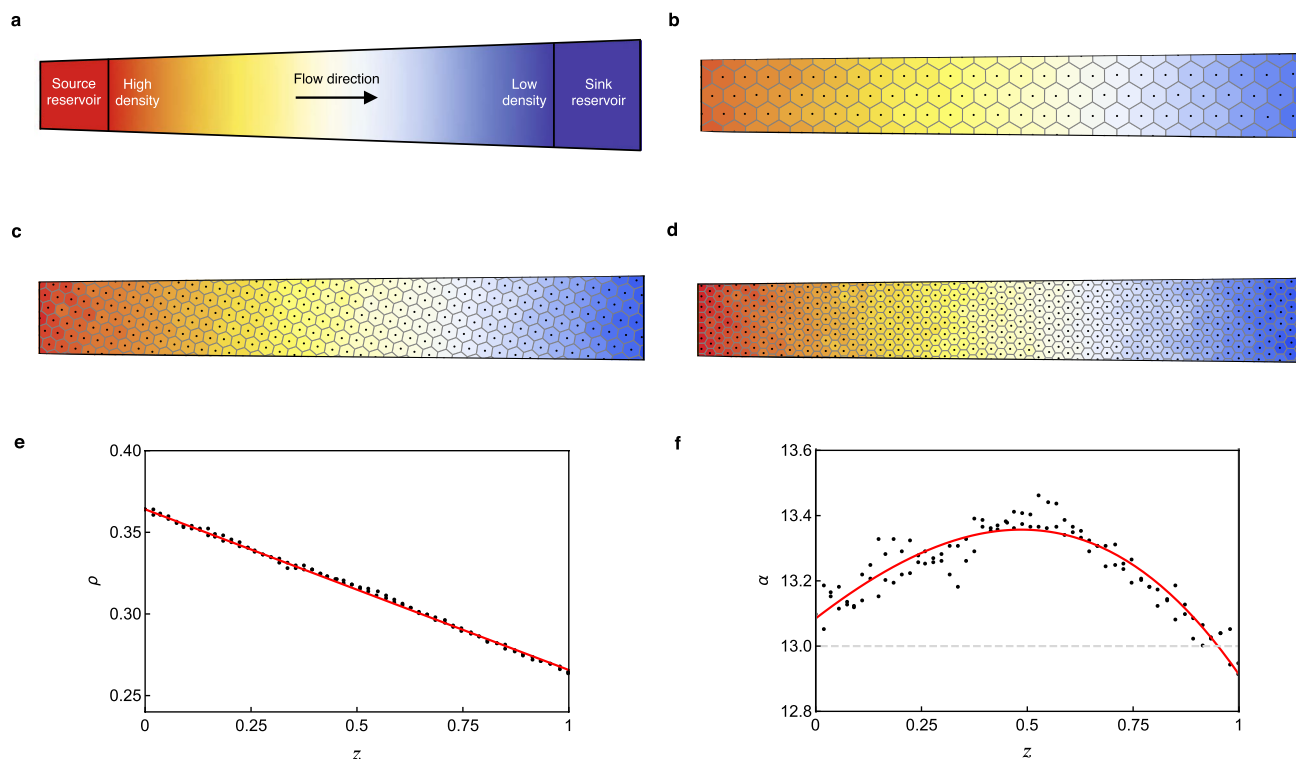 a
Source
reservoir
High
density
Flow direction
Low
density
Sink
reservoir
b
c
d
e
0.40
0.35
0.30
0.25
ρ
0
0.25
0.5
0.75
1
z
f
13.6
13.4
13.2
13.0
12.8
α
0
0.25
0.5
0.75
1
z